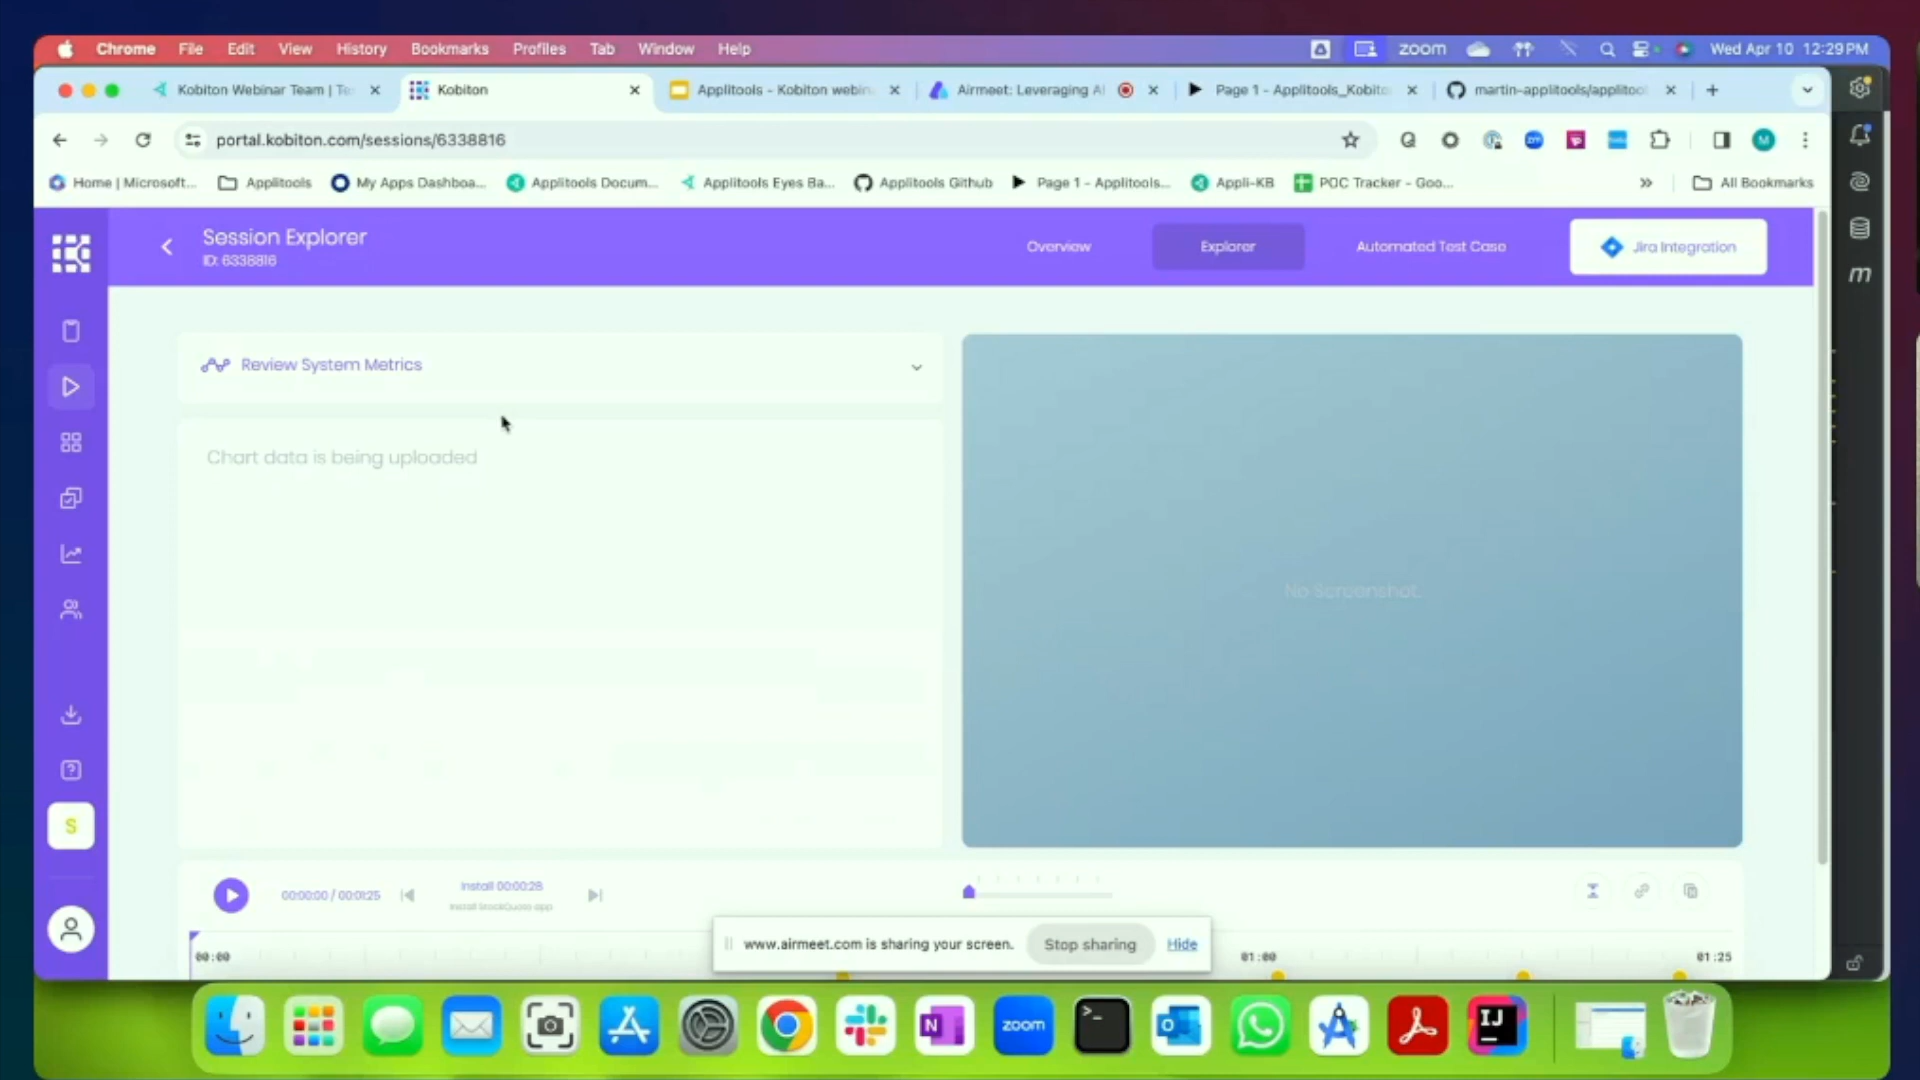 Chrome File Edit View History Bookmarks Profiles Tab Window Help zoom Wed Apr 10 12:29 PM
Kobiton Webinar Team | Te Kobiton Applitools - Kobiton webin Airmeet: Leveraging AI Page 1 - Applitools_Kobito martin-applitools/applitoo
portal.kobiton.com/sessions/6338816
Home | Microsoft... Applitools My Apps Dashboa... Applitools Docum... Applitools Eyes Ba... Applitools Github Page 1 - Applitools... Appli-KB POC Tracker - Goo... All Bookmarks
Session Explorer
ID: 6338816
Overview Explorer Automated Test Case Jira Integration
m
Review System Metrics
Chart data is being uploaded
No Screenshot.
S
00:00:00 / 00:01:25
Install 00:00:28
Install StockQuote app
www.airmeet.com is sharing your screen. Stop sharing Hide
00:00 01:00 01:25
N zoom >_ IJ